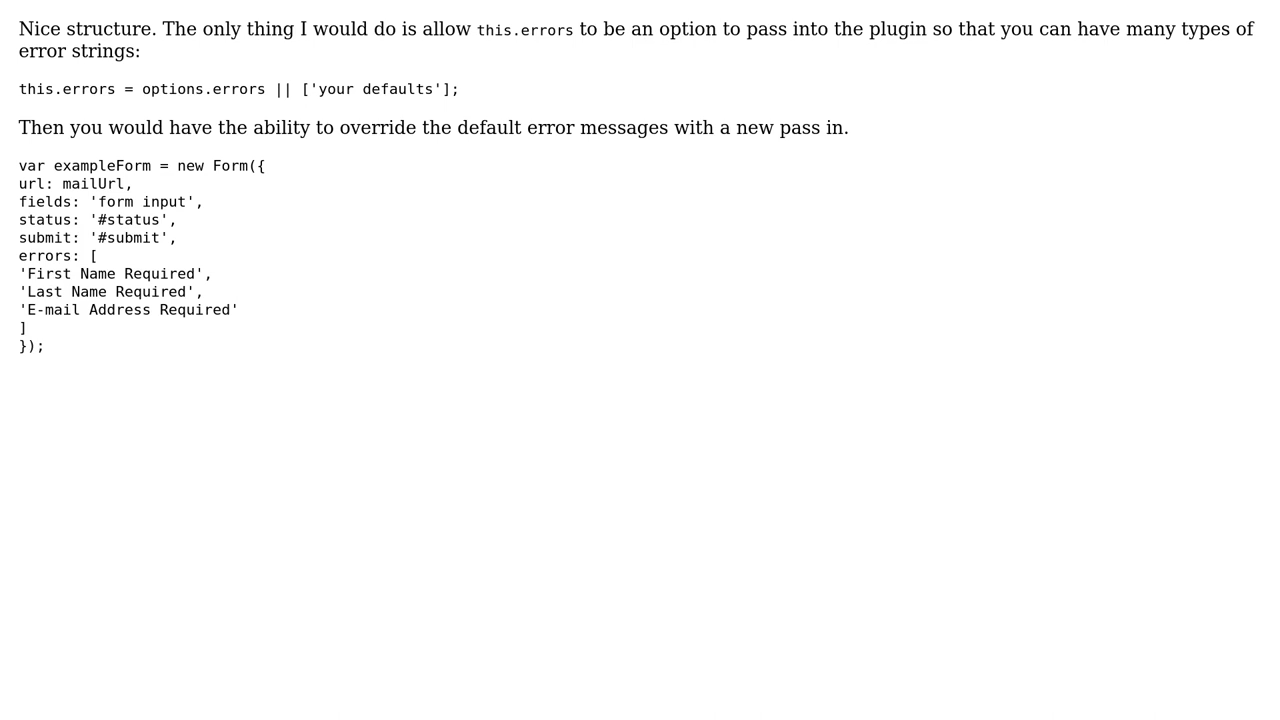 Nice structure. The only thing I would do is allow this.errors to be an option to pass into the plugin so that you can have many types of
error strings:
this.errors = options.errors || ['your defaults'];
Then you would have the ability to override the default error messages with a new pass in.
var exampleForm = new Form({
url: mailUrl,
fields: 'form input',
status: '#status',
submit: '#submit',
errors: [
'First Name Required',
'Last Name Required',
'E-mail Address Required'
]
});